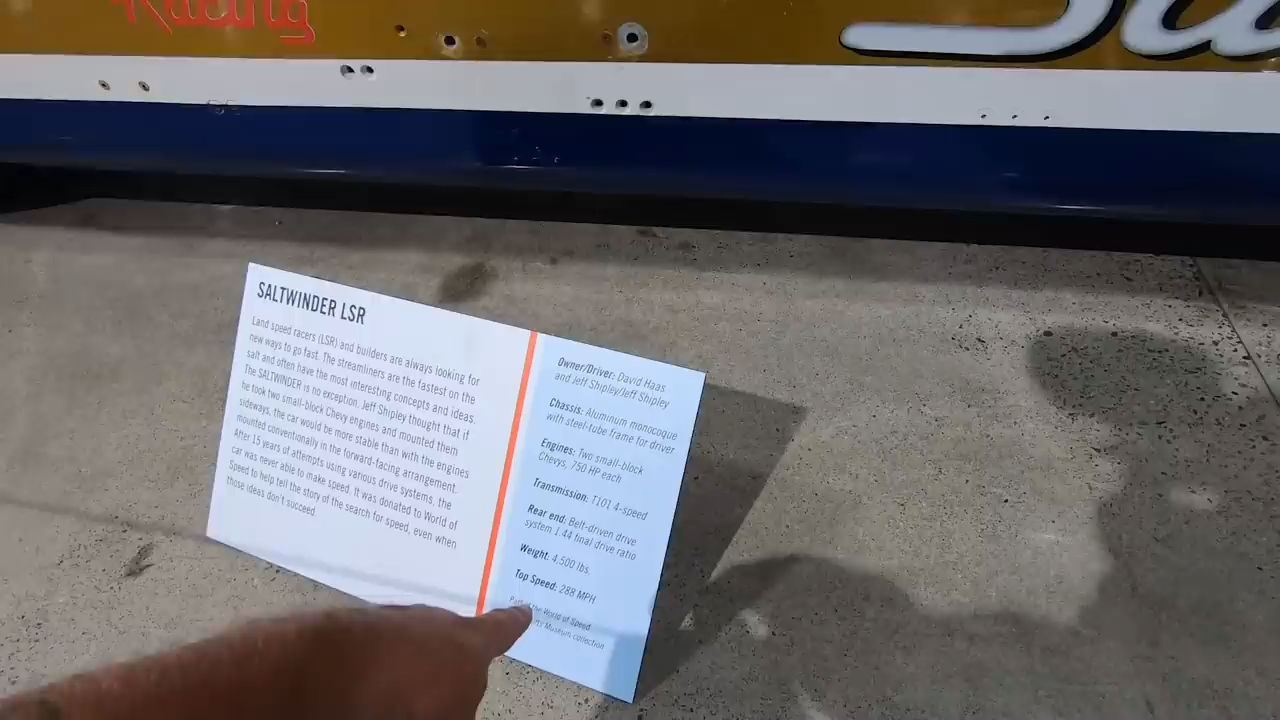 Racing
SALTWINDER LSR
Land speed racers (LSR) and builders are always looking for
new ways to go fast. The streamliners are the fastest on the
salt and often have the most interesting concepts and ideas.
The SALTWINDER is no exception. Jeff Shipley thought that if
he took two small-block Chevy engines and mounted them
sideways, the car would be more stable than with the engines
mounted conventionally in the forward-facing arrangement.
After 15 years of attempts using various drive systems, the
car was never able to make speed. It was donated to World of
Speed to help tell the story of the search for speed, even when
those ideas don't succeed.
Owner/Driver: David Haas
and Jeff Shipley/Jeff Shipley
Chassis: Aluminum monocoque
with steel-tube frame for driver
Engines: Two small-block
Chevys, 750 HP each
Transmission: T101 4-speed
Rear end: Belt-driven drive
system 1.44 final drive ratio
Weight: 4,500 lbs.
Top Speed: 288 MPH
Part of the World of Speed
Museum collection